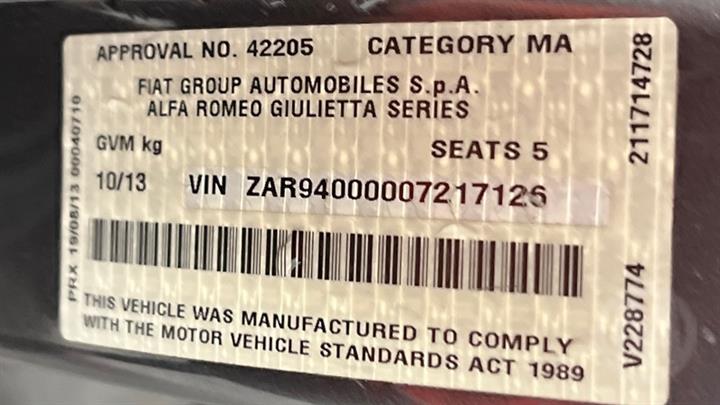 APPROVAL NO. 42205 CATEGORY MA
FIAT GROUP AUTOMOBILES S.p.A.
ALFA ROMEO GIULIETTA SERIES
GVM kg SEATS 5
10/13 VIN ZAR94000007217126
THIS VEHICLE WAS MANUFACTURED TO COMPLY
WITH THE MOTOR VEHICLE STANDARDS ACT 1989
PRX 19/08/13 00040710
211714728
V228774